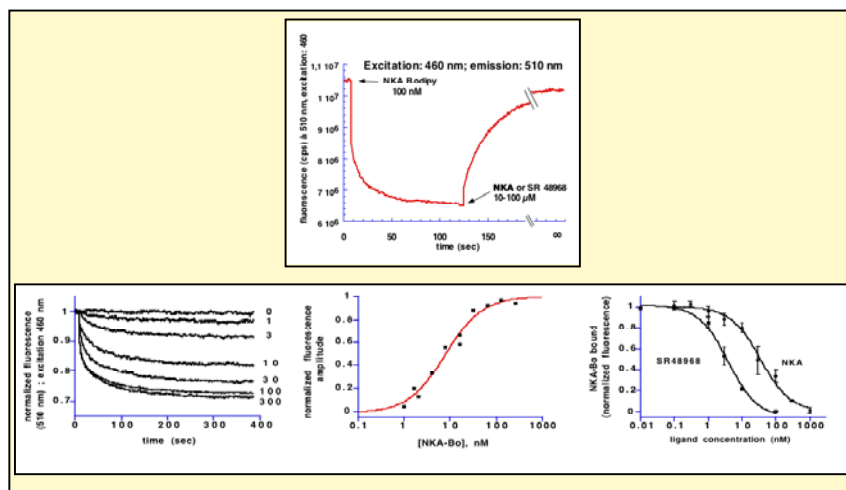 Excitation: 460 nm; emission: 510 nm
NKA Bodipy
100 nM
NKA or SR 48968
10-100 µM
fluorescence (cps) à 510 nm, excitation: 460
1,1 10⁷
1 10⁷
9 10⁶
8 10⁶
7 10⁶
6 10⁶
0 50 100 150 ∞
time (sec)
normalized fluorescence
(510 nm) ; excitation 460 nm
1
0.9
0.8
0.7
0
1
3
10
30
100
300
0 100 200 300 400
time (sec)
normalized fluorescence
amplitude
1
0.8
0.6
0.4
0.2
0
0.1 1 10 100 1000
[NKA-Bo], nM
NKA-Bo bound
(normalized fluorescence)
1
0.8
0.6
0.4
0.2
0
SR48968
NKA
0.01 0.1 1 10 100 1000
ligand concentration (nM)